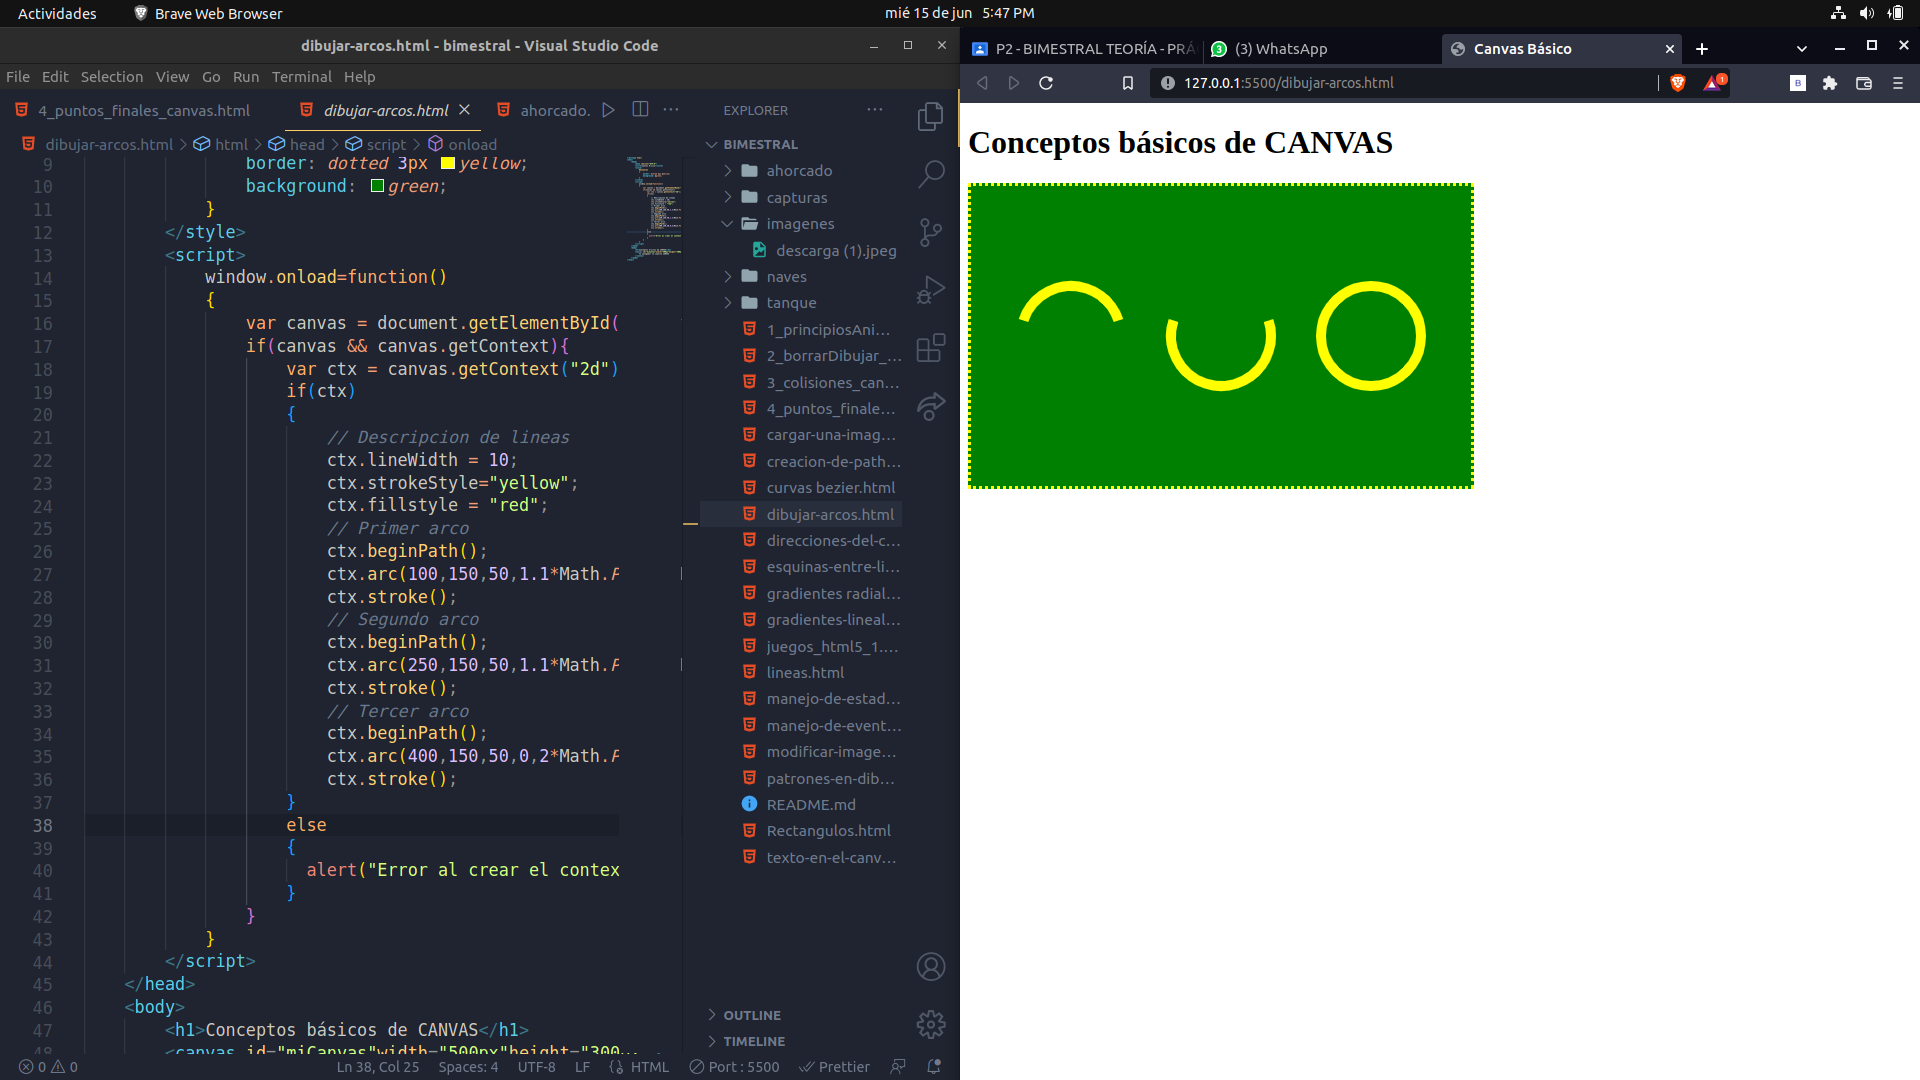 Actividades
Brave Web Browser
mié 15 de jun 5:47 PM
dibujar-arcos.html - bimestral - Visual Studio Code
File Edit Selection View Go Run Terminal Help
4_puntos_finales_canvas.html
dibujar-arcos.html
ahorcado.
dibujar-arcos.html > html > head > script > onload
9 border: dotted 3px yellow;
10 background: green;
11 }
12 </style>
13 <script>
14 window.onload=function()
15 {
16 var canvas = document.getElementById(
17 if(canvas && canvas.getContext){
18 var ctx = canvas.getContext("2d")
19 if(ctx)
20 {
21 // Descripcion de lineas
22 ctx.lineWidth = 10;
23 ctx.strokeStyle="yellow";
24 ctx.fillstyle = "red";
25 // Primer arco
26 ctx.beginPath();
27 ctx.arc(100,150,50,1.1*Math.P
28 ctx.stroke();
29 // Segundo arco
30 ctx.beginPath();
31 ctx.arc(250,150,50,1.1*Math.P
32 ctx.stroke();
33 // Tercer arco
34 ctx.beginPath();
35 ctx.arc(400,150,50,0,2*Math.P
36 ctx.stroke();
37 }
38 else
39 {
40 alert("Error al crear el contex
41 }
42 }
43 }
44 </script>
45 </head>
46 <body>
47 <h1>Conceptos básicos de CANVAS</h1>
48 <canvas id="miCanvas"width="500px"height="300
EXPLORER
BIMESTRAL
ahorcado
capturas
imagenes
descarga (1).jpeg
naves
tanque
1_principiosAni...
2_borrarDibujar_...
3_colisiones_can...
4_puntos_finale...
cargar-una-imag...
creacion-de-path...
curvas bezier.html
dibujar-arcos.html
direcciones-del-c...
esquinas-entre-li...
gradientes radial...
gradientes-lineal...
juegos_html5_1....
lineas.html
manejo-de-estad...
manejo-de-event...
modificar-image...
patrones-en-dib...
README.md
Rectangulos.html
texto-en-el-canv...
OUTLINE
TIMELINE
0 0
Ln 38, Col 25
Spaces: 4
UTF-8
LF
HTML
Port : 5500
Prettier
P2 - BIMESTRAL TEORÍA - PRÁ
3 (3) WhatsApp
Canvas Básico
127.0.0.1:5500/dibujar-arcos.html
1
B
Conceptos básicos de CANVAS